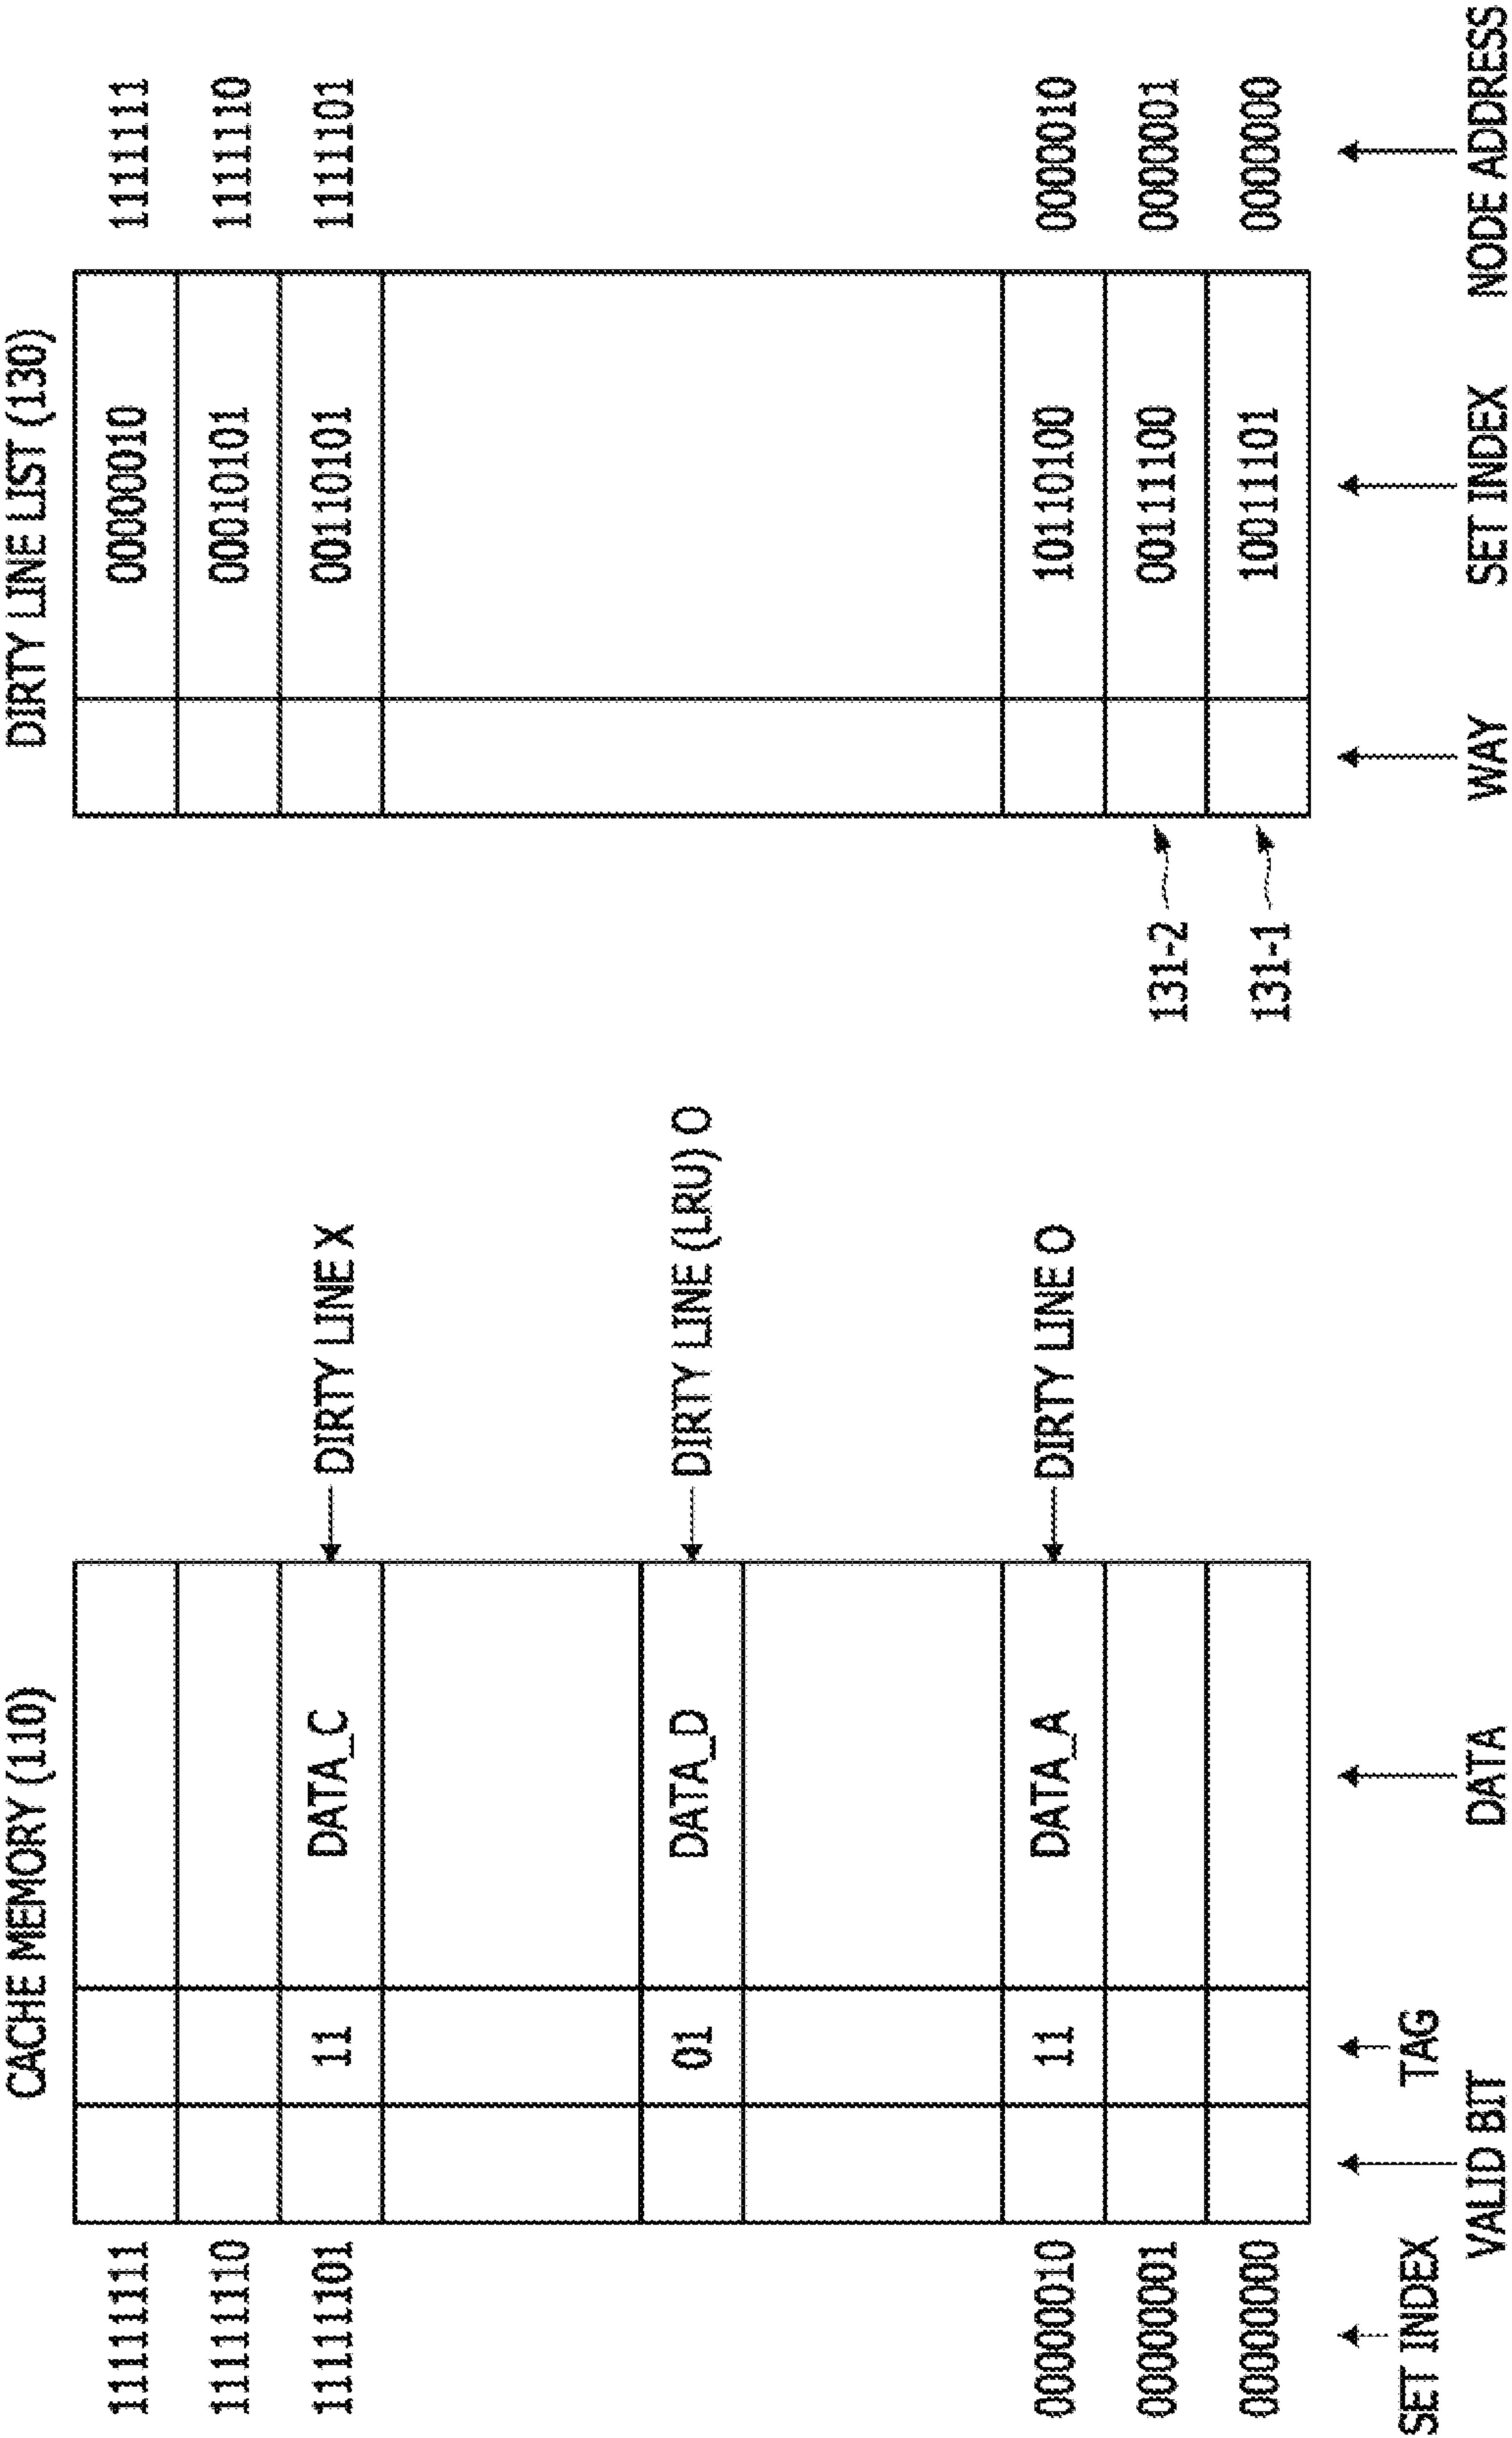 CACHE MEMORY (110)
11111111
11111110
11111101
11
DATA_C
DIRTY LINE X
01
DATA_D
DIRTY LINE (LRU) O
00000010
11
DATA_A
DIRTY LINE O
00000001
00000000
SET INDEX
VALID BIT
TAG
DATA
DIRTY LINE LIST (130)
00000010
1111111
00010101
1111110
00110101
1111101
10110100
0000010
131-2
00111100
0000001
131-1
10011101
0000000
WAY
SET INDEX
NODE ADDRESS